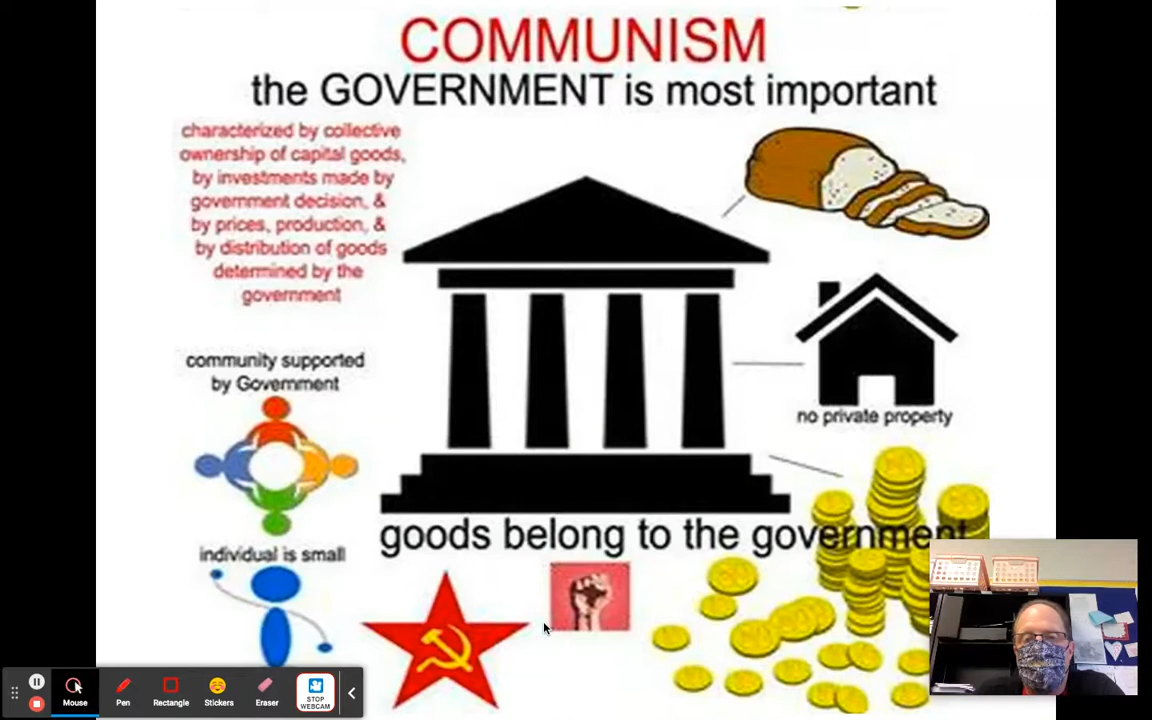 COMMUNISM
the GOVERNMENT is most important
characterized by collective
ownership of capital goods,
by investments made by
government decision, &
by prices, production, &
by distribution of goods
determined by the
government
no private property
community supported
by Government
goods belong to the government
individual is small
Mouse
Pen
Rectangle
Stickers
Eraser
STOP
WEBCAM